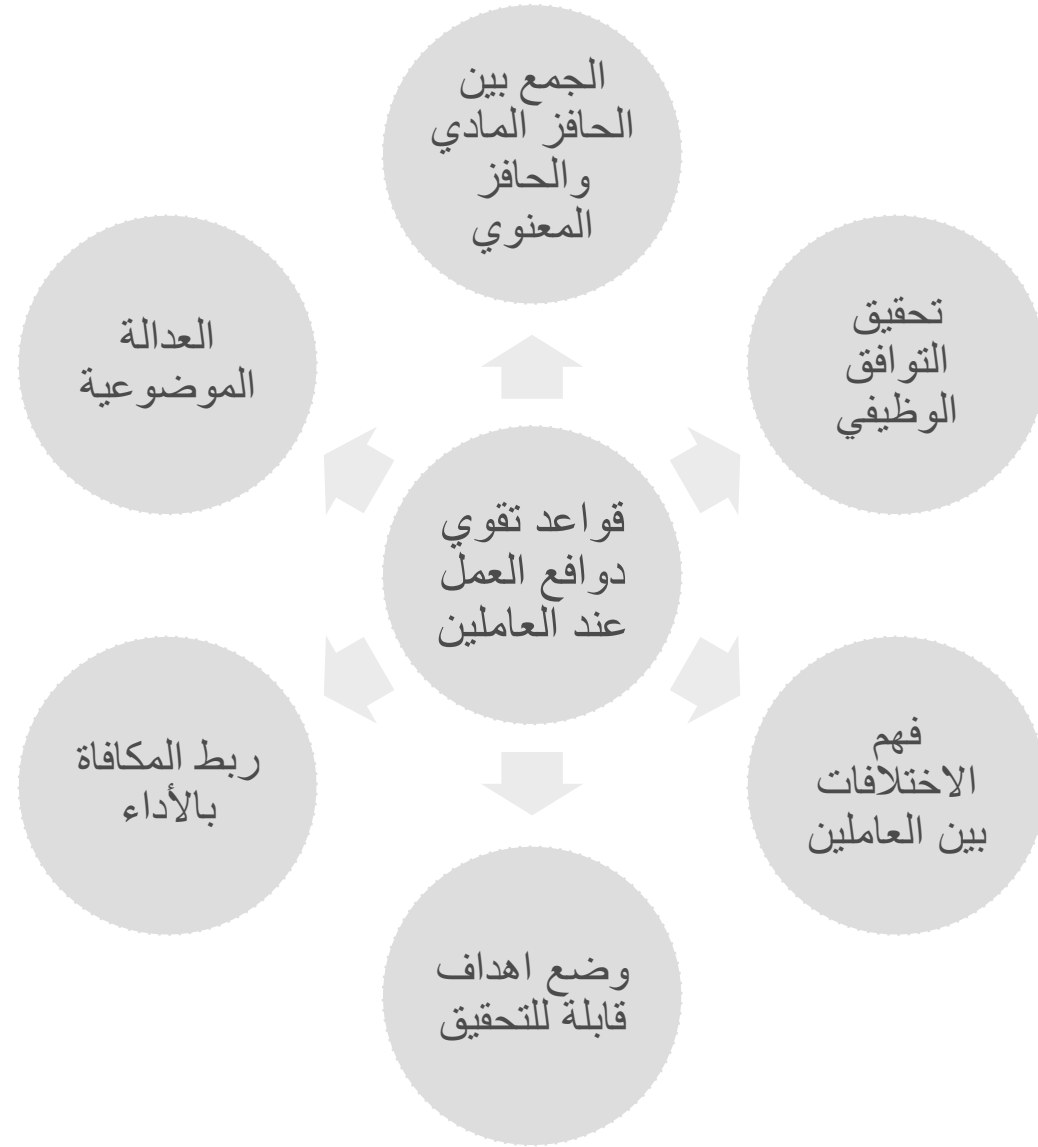 الجمع بين
الحافز المادي
والحافز
المعنوي
تحقيق
التوافق
الوظيفي
العدالة
الموضوعية
قواعد تقوي
دوافع العمل
عند العاملين
فهم
الاختلافات
بين العاملين
ربط المكافاة
بالأداء
وضع اهداف
قابلة للتحقيق